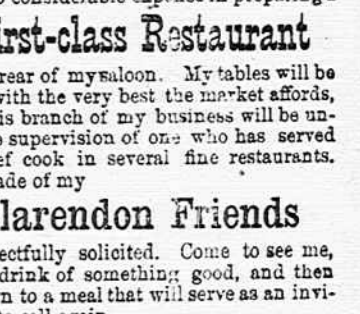 irst-class Restaurant
rear of my saloon. My tables will be
with the very best the market affords,
is branch of my business will be un-
supervision of one who has served
ef cook in several fine restaurants.
ade of my
larendon Friends
ectfully solicited. Come to see me,
drink of something good, and then
n to a meal that will serve as an invi-